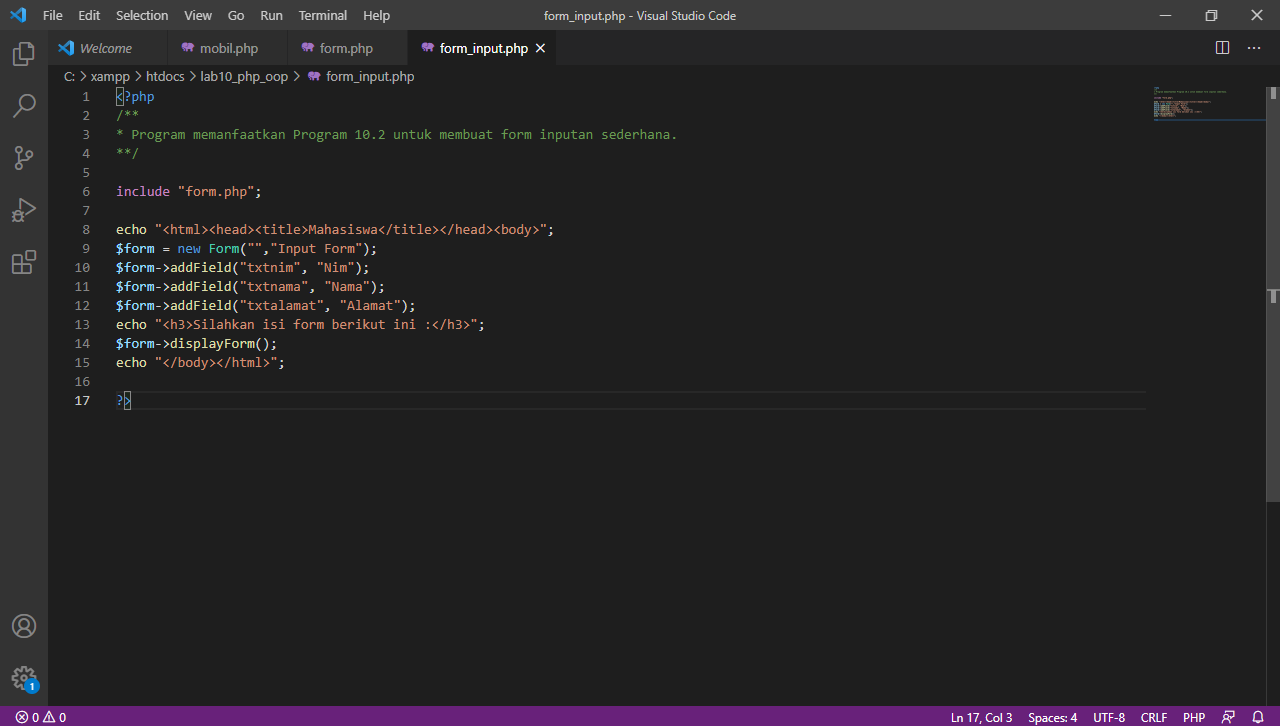 File Edit Selection View Go Run Terminal Help form_input.php - Visual Studio Code
Welcome mobil.php form.php form_input.php
C: > xampp > htdocs > lab10_php_oop > form_input.php
1 <?php
2 /**
3 * Program memanfaatkan Program 10.2 untuk membuat form inputan sederhana.
4 **/
5
6 include "form.php";
7
8 echo "<html><head><title>Mahasiswa</title></head><body>";
9 $form = new Form("","Input Form");
10 $form->addField("txtnim", "Nim");
11 $form->addField("txtnama", "Nama");
12 $form->addField("txtalamat", "Alamat");
13 echo "<h3>Silahkan isi form berikut ini :</h3>";
14 $form->displayForm();
15 echo "</body></html>";
16
17 ?>
1
0 0 Ln 17, Col 3 Spaces: 4 UTF-8 CRLF PHP